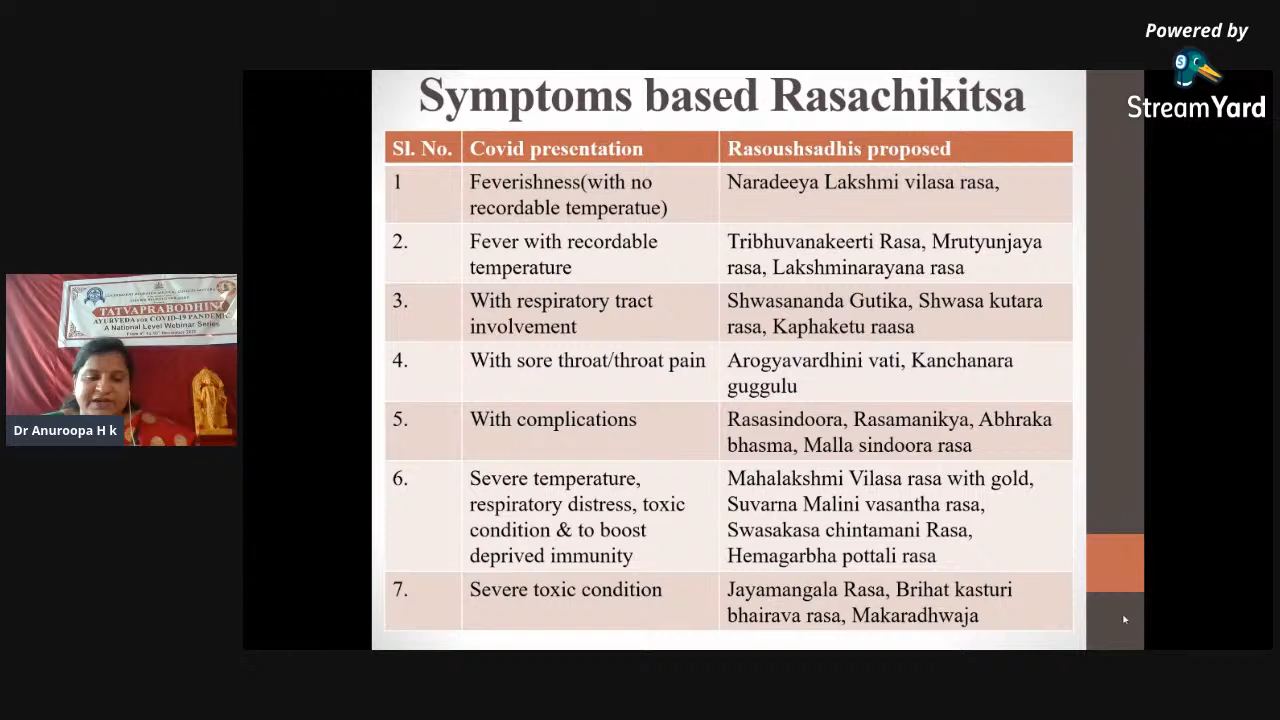 Powered by
StreamYard
Symptoms based Rasachikitsa
Sl. No. Covid presentation Rasoushsadhis proposed
1 Feverishness(with no Naradeeya Lakshmi vilasa rasa,
recordable temperatue)
2. Fever with recordable Tribhuvanakeerti Rasa, Mrutyunjaya
temperature rasa, Lakshminarayana rasa
3. With respiratory tract Shwasananda Gutika, Shwasa kutara
involvement rasa, Kaphaketu raasa
4. With sore throat/throat pain Arogyavardhini vati, Kanchanara
guggulu
5. With complications Rasasindoora, Rasamanikya, Abhraka
bhasma, Malla sindoora rasa
6. Severe temperature, Mahalakshmi Vilasa rasa with gold,
respiratory distress, toxic Suvarna Malini vasantha rasa,
condition & to boost Swasakasa chintamani Rasa,
deprived immunity Hemagarbha pottali rasa
7. Severe toxic condition Jayamangala Rasa, Brihat kasturi
bhairava rasa, Makaradhwaja
TATVAPRABODHINI
AYURVEDA FOR COVID-19 PANDEMIC
A National Level Webinar Series
Dr Anuroopa H k